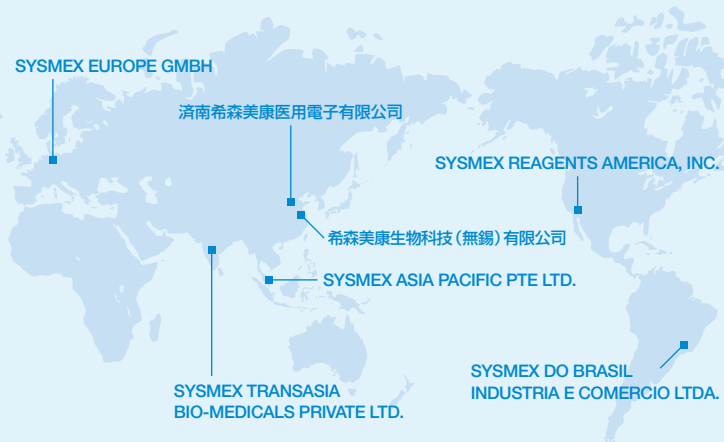 SYSMEX EUROPE GMBH
済南希森美康医用電子有限公司
SYSMEX REAGENTS AMERICA, INC.
希森美康生物科技（無錫）有限公司
SYSMEX ASIA PACIFIC PTE LTD.
SYSMEX DO BRASIL
INDUSTRIA E COMERCIO LTDA.
SYSMEX TRANSASIA
BIO-MEDICALS PRIVATE LTD.